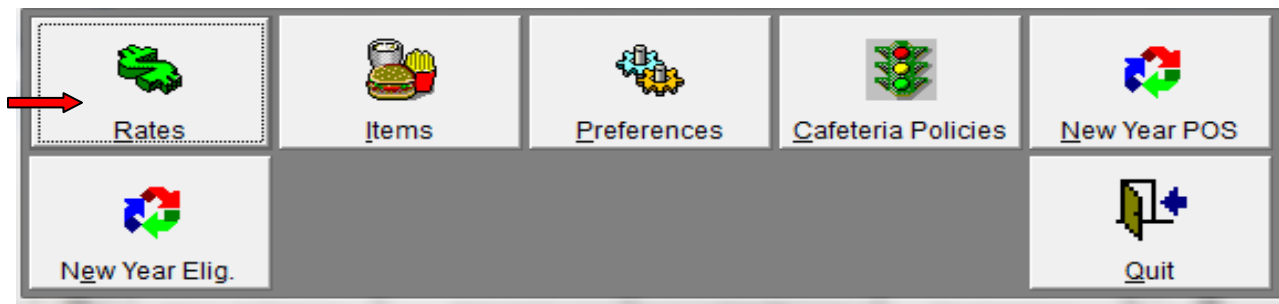 Rates
Items
Preferences
Cafeteria Policies
New Year POS
New Year Elig.
Quit